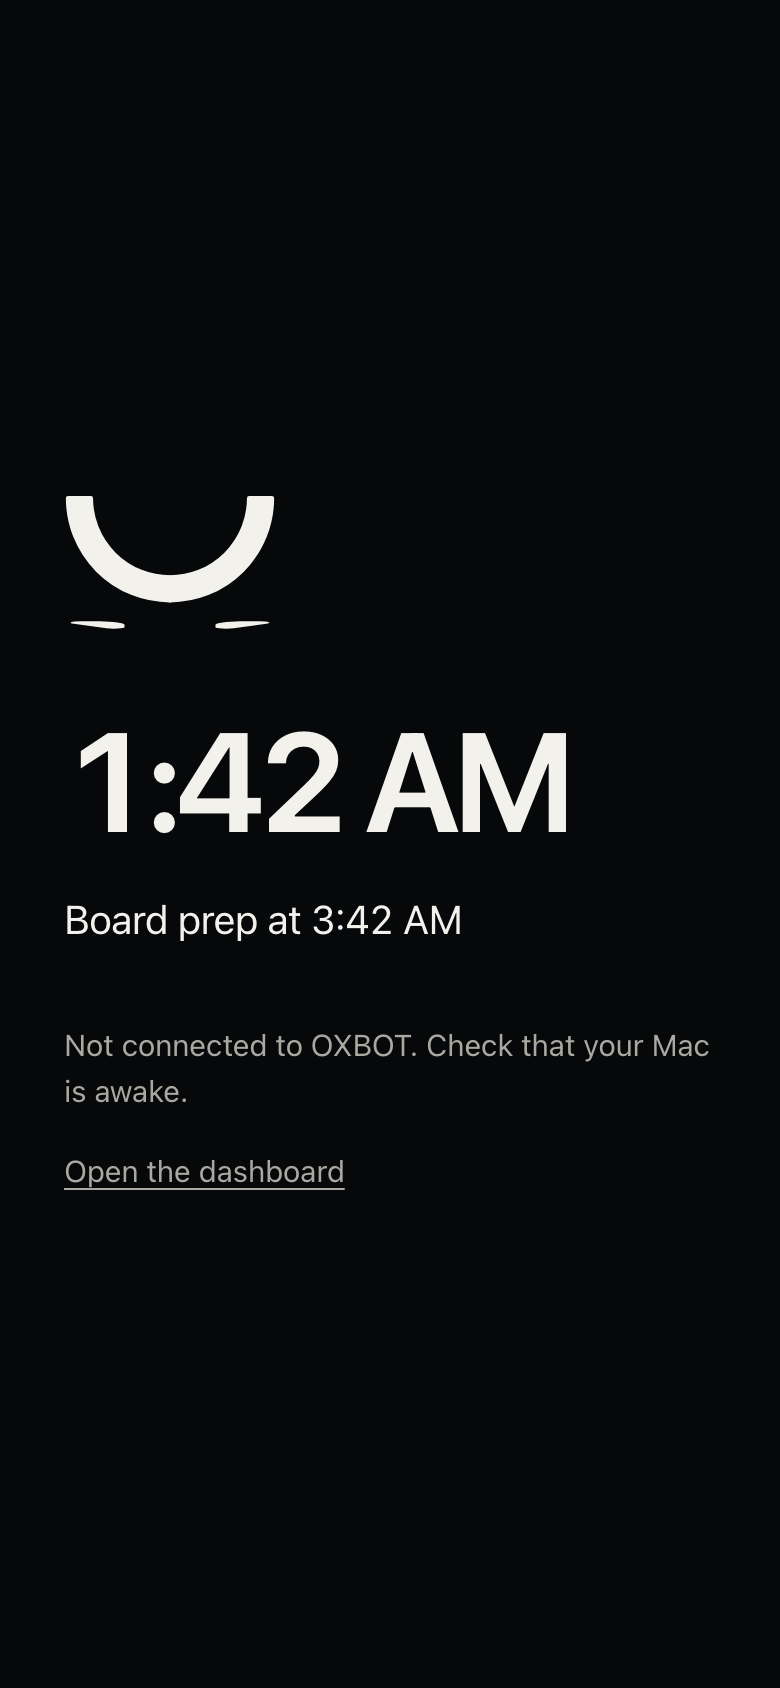 1:42 AM
Board prep at 3:42 AM
Not connected to OXBOT. Check that your Mac
is awake.
Open the dashboard